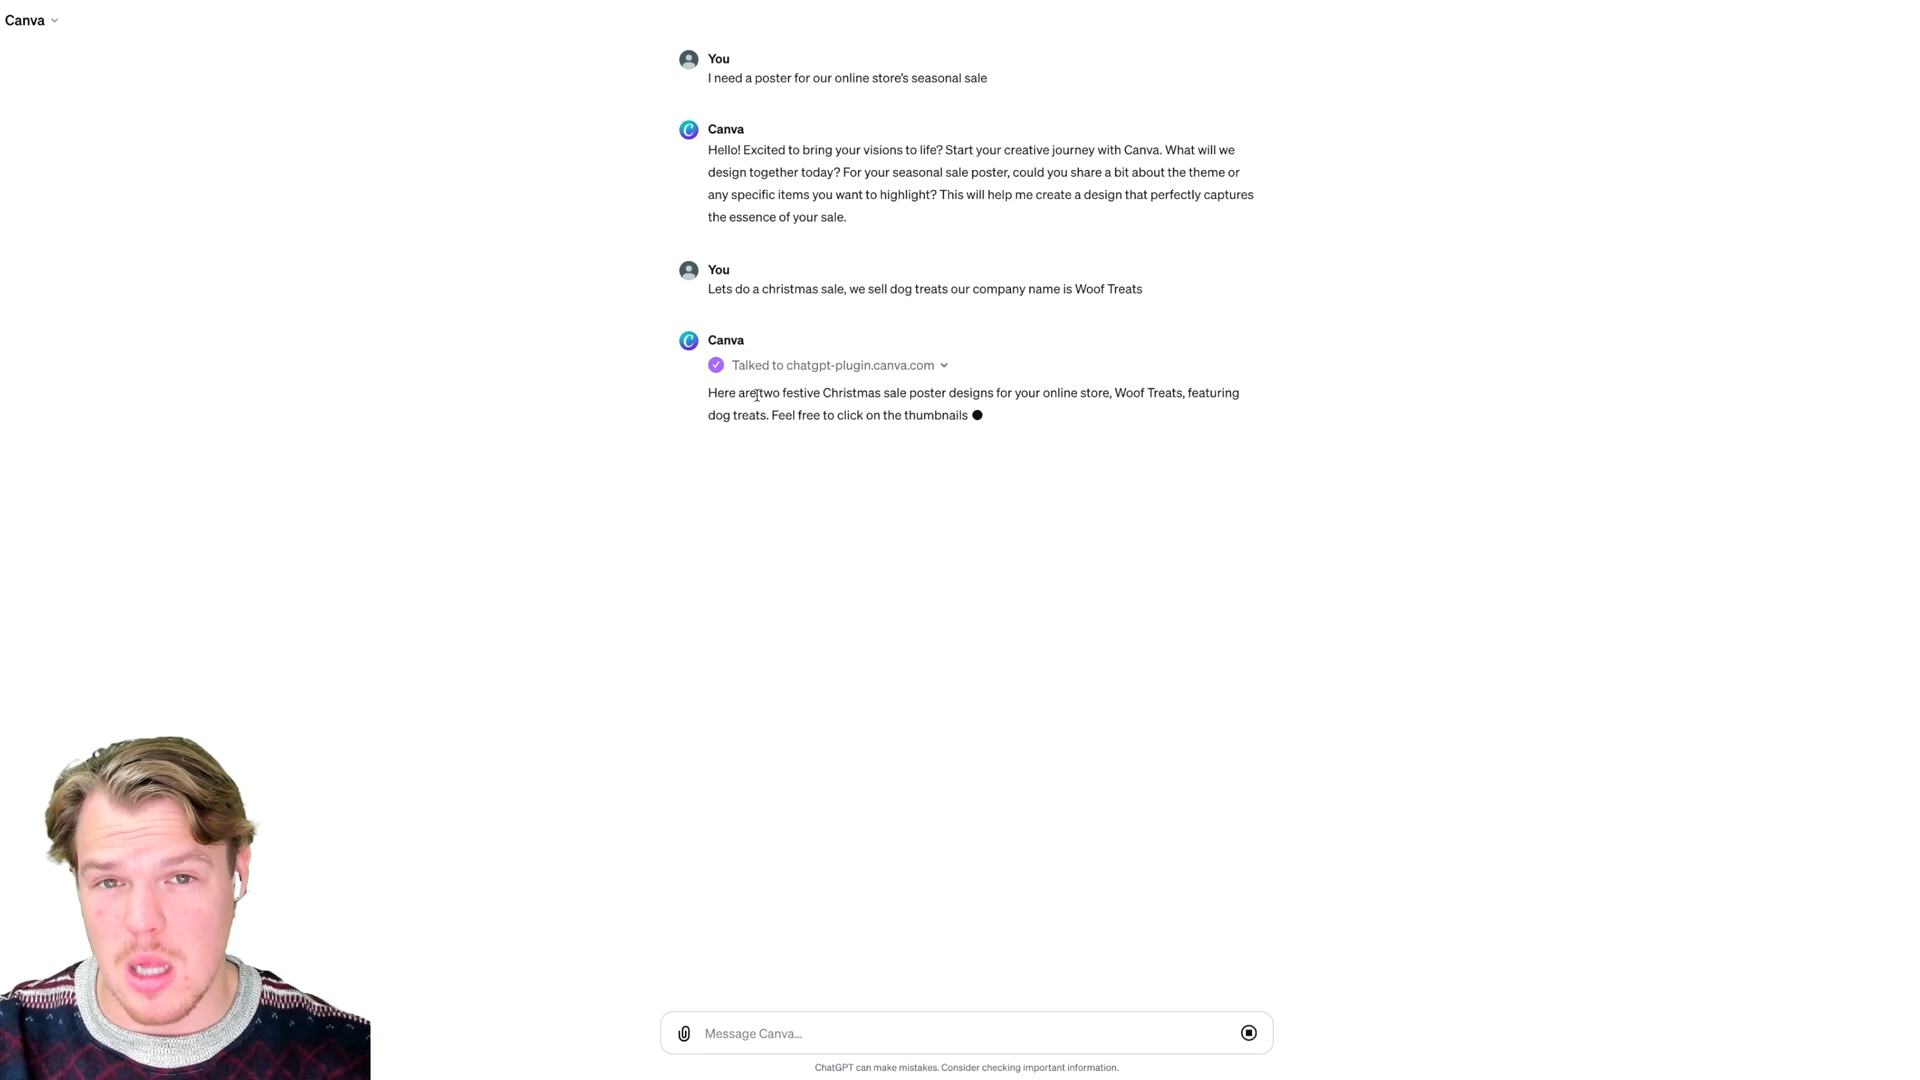 Canva
You
I need a poster for our online store's seasonal sale
Canva
Hello! Excited to bring your visions to life? Start your creative journey with Canva. What will we
design together today? For your seasonal sale poster, could you share a bit about the theme or
any specific items you want to highlight? This will help me create a design that perfectly captures
the essence of your sale.
You
Lets do a christmas sale, we sell dog treats our company name is Woof Treats
Canva
Talked to chatgpt-plugin.canva.com
Here are two festive Christmas sale poster designs for your online store, Woof Treats, featuring
dog treats. Feel free to click on the thumbnails
Message Canva...
ChatGPT can make mistakes. Consider checking important information.